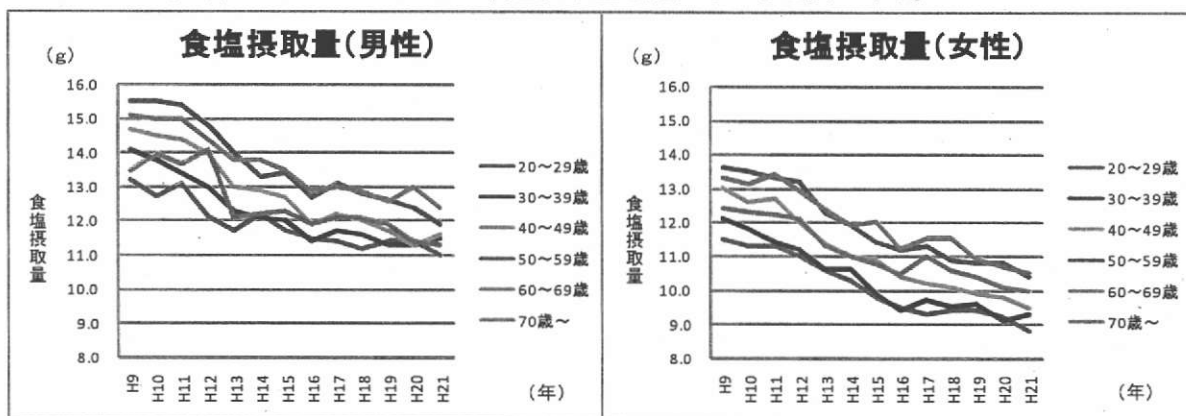 食塩摂取量(男性)
(g)
16.0
15.0
14.0
13.0
12.0
11.0
10.0
9.0
8.0
食塩摂取量
H9
H10
H11
H12
H13
H14
H15
H16
H17
H18
H19
H20
H21
(年)
20~29歳
30~39歳
40~49歳
50~59歳
60~69歳
70歳~
食塩摂取量(女性)
(g)
16.0
15.0
14.0
13.0
12.0
11.0
10.0
9.0
8.0
食塩摂取量
H9
H10
H11
H12
H13
H14
H15
H16
H17
H18
H19
H20
H21
(年)
20~29歳
30~39歳
40~49歳
50~59歳
60~69歳
70歳~